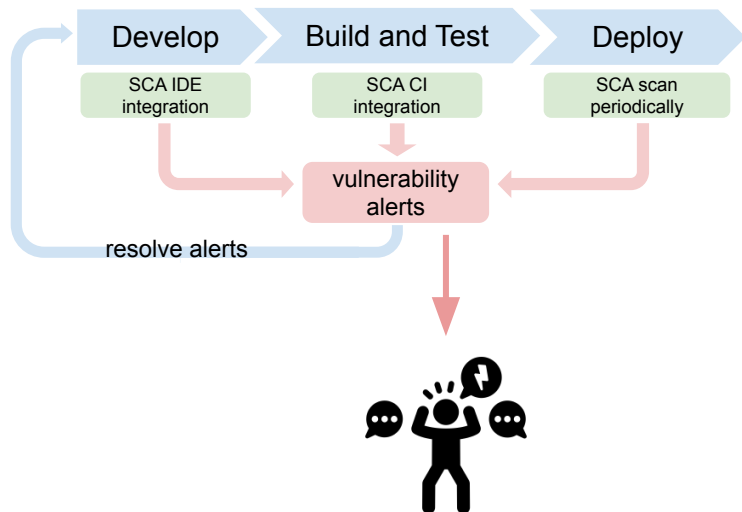 Develop
Build and Test
Deploy
SCA IDE
integration
SCA CI
integration
SCA scan
periodically
vulnerability
alerts
resolve alerts